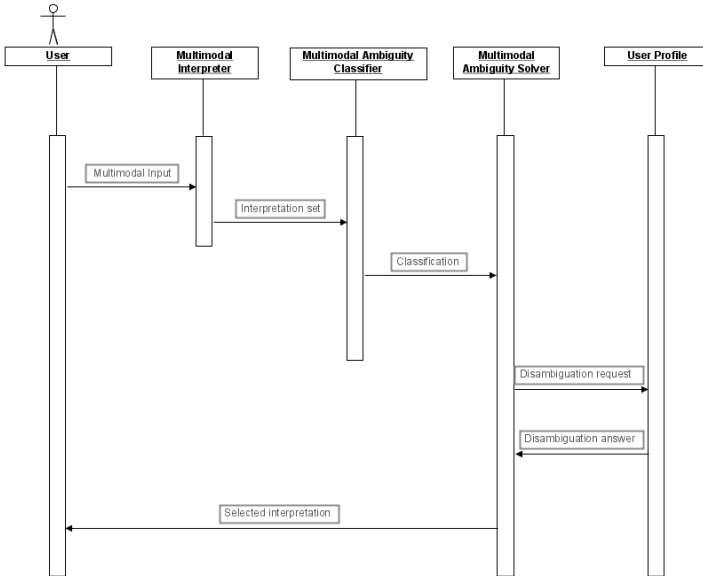 User
Multimodal
Interpreter
Multimodal Ambiguity
Classifier
Multimodal
Ambiguity Solver
User Profile
Multimodal Input
Interpretation set
Classification
Disambiguation request
Disambiguation answer
Selected interpretation